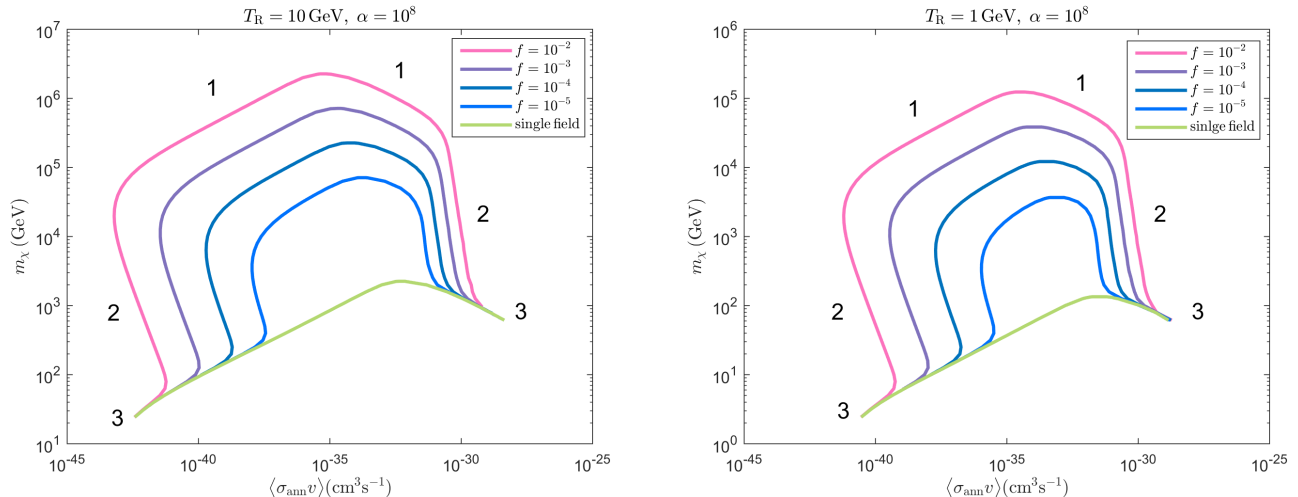 T_R = 10 GeV, α = 10^8
10^7
10^6
10^5
10^4
10^3
10^2
10^1
m_χ (GeV)
f = 10^-2
f = 10^-3
f = 10^-4
f = 10^-5
single field
1
1
2
2
3
3
10^-45
10^-40
10^-35
10^-30
10^-25
⟨σ_ann v⟩(cm^3 s^-1)
T_R = 1 GeV, α = 10^8
10^6
10^5
10^4
10^3
10^2
10^1
10^0
m_χ (GeV)
f = 10^-2
f = 10^-3
f = 10^-4
f = 10^-5
sinlge field
1
1
2
2
3
3
10^-45
10^-40
10^-35
10^-30
10^-25
⟨σ_ann v⟩(cm^3 s^-1)